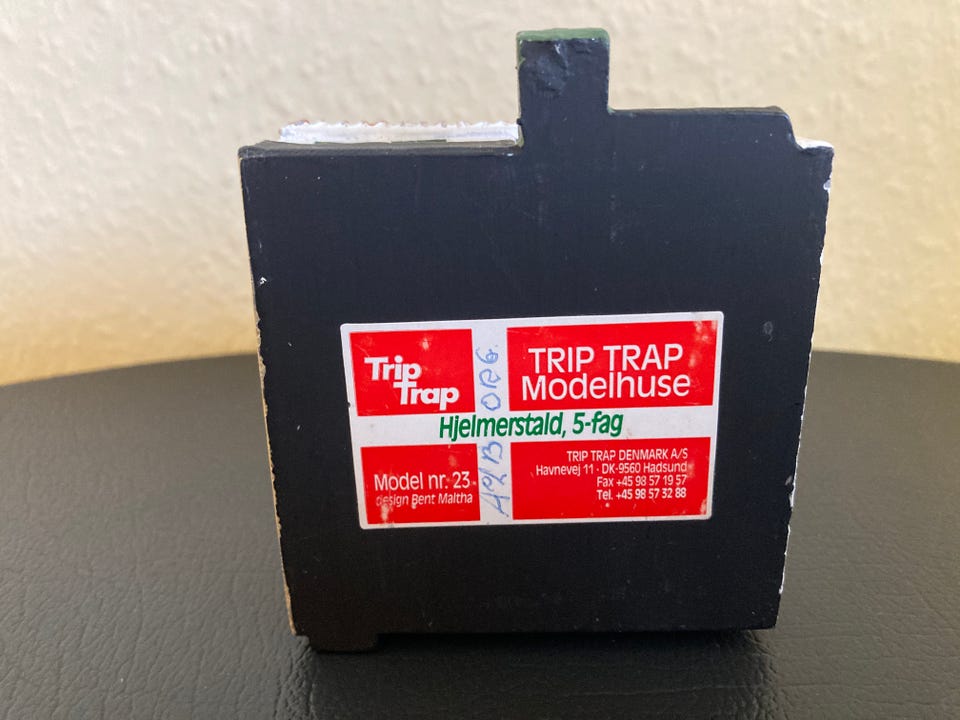 Trip
Trap
TRIP TRAP
Modelhuse
Hjelmerstald, 5-fag
Model nr. 23
design Bent Maltha
TRIP TRAP DENMARK A/S
Havnevej 11 · DK-9560 Hadsund
Fax +45 98 57 19 57
Tel. +45 98 57 32 88
AalBORG.